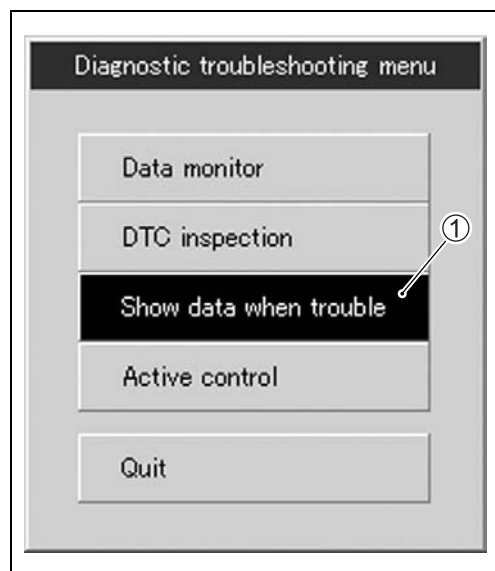 Diagnostic troubleshooting menu
Data monitor
DTC inspection
1
Show data when trouble
Active control
Quit